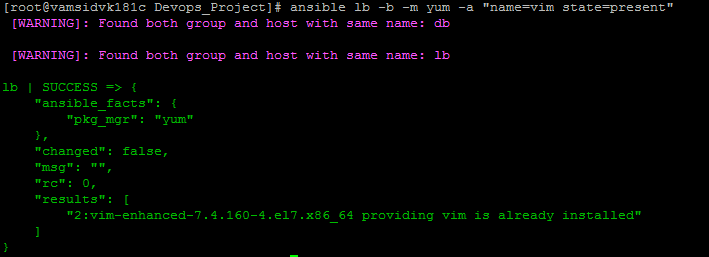 [root@vamsidvk181c Devops_Project]# ansible lb -b -m yum -a "name=vim state=present"
[WARNING]: Found both group and host with same name: db
[WARNING]: Found both group and host with same name: lb
lb | SUCCESS => {
    "ansible_facts": {
        "pkg_mgr": "yum"
    },
    "changed": false,
    "msg": "",
    "rc": 0,
    "results": [
        "2:vim-enhanced-7.4.160-4.el7.x86_64 providing vim is already installed"
    ]
}